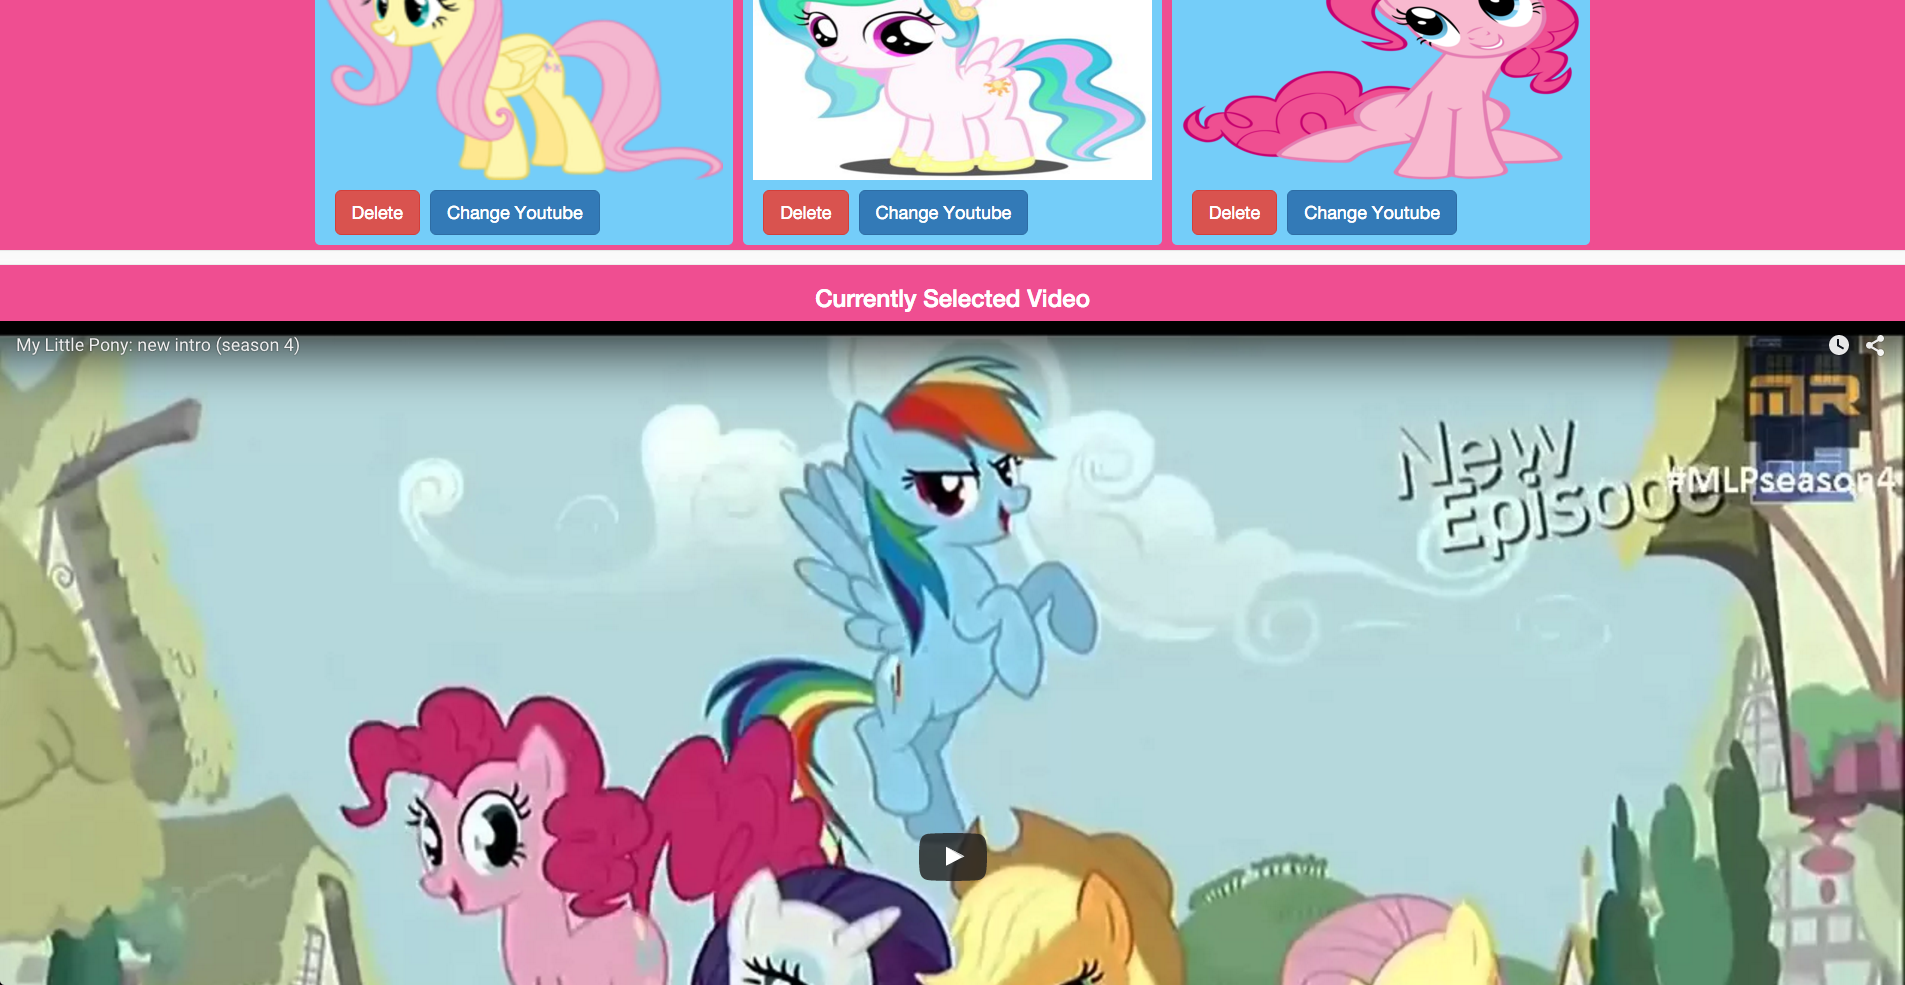 Delete Change Youtube Delete Change Youtube Delete Change Youtube
Currently Selected Video
My Little Pony: new intro (season 4)
MR
New
Episode
#MLPseason4